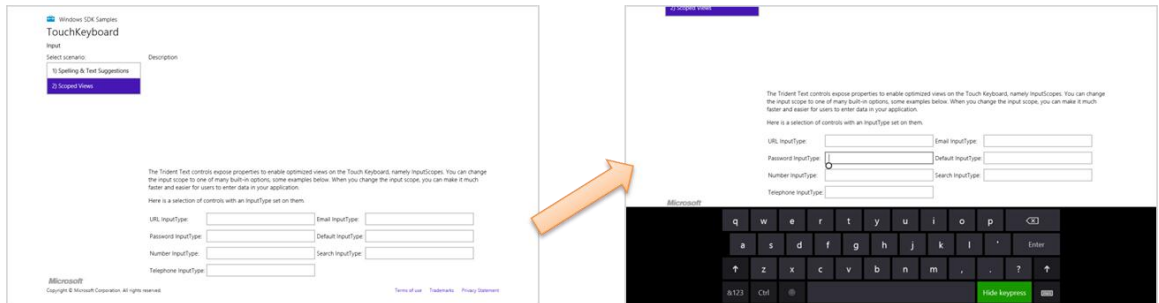 Windows SDK Samples
TouchKeyboard
Input
Select scenario: Description:
1) Spelling & Text Suggestions
2) Scoped Views
The Trident Text controls expose properties to enable optimized views on the Touch Keyboard, namely InputScopes. You can change
the input scope to one of many built-in options, some examples below. When you change the input scope, you can make it much
faster and easier for users to enter data in your application.
Here is a selection of controls with an InputType set on them.
URL InputType: Email InputType:
Password InputType: Default InputType:
Number InputType: Search InputType:
Telephone InputType:
Microsoft
Copyright © Microsoft Corporation. All rights reserved.
Terms of use Trademarks Privacy Statement
2) Scoped Views
The Trident Text controls expose properties to enable optimized views on the Touch Keyboard, namely InputScopes. You can change
the input scope to one of many built-in options, some examples below. When you change the input scope, you can make it much
faster and easier for users to enter data in your application.
Here is a selection of controls with an InputType set on them.
URL InputType: Email InputType:
Password InputType: Default InputType:
Number InputType: Search InputType:
Telephone InputType:
Microsoft
q w e r t y u i o p
a s d f g h j k l ' Enter
z x c v b n m , . ?
&123 Ctrl Hide keypress